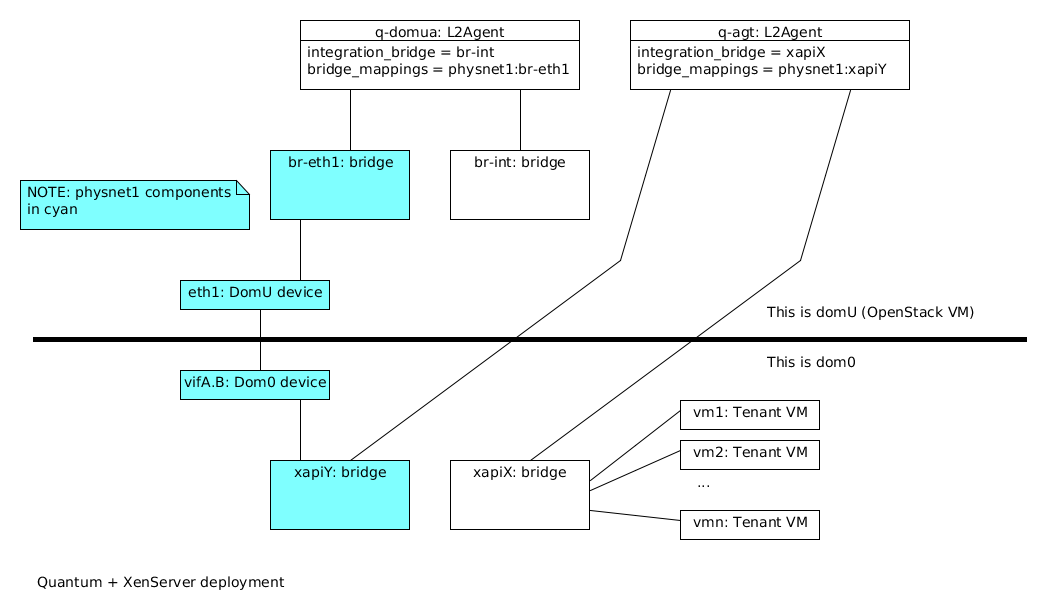 q-domua: L2Agent
integration_bridge = br-int
bridge_mappings = physnet1:br-eth1
q-agt: L2Agent
integration_bridge = xapiX
bridge_mappings = physnet1:xapiY
br-eth1: bridge
br-int: bridge
NOTE: physnet1 components
in cyan
eth1: DomU device
This is domU (OpenStack VM)
This is dom0
vifA.B: Dom0 device
vm1: Tenant VM
vm2: Tenant VM
...
vmn: Tenant VM
xapiY: bridge
xapiX: bridge
Quantum + XenServer deployment